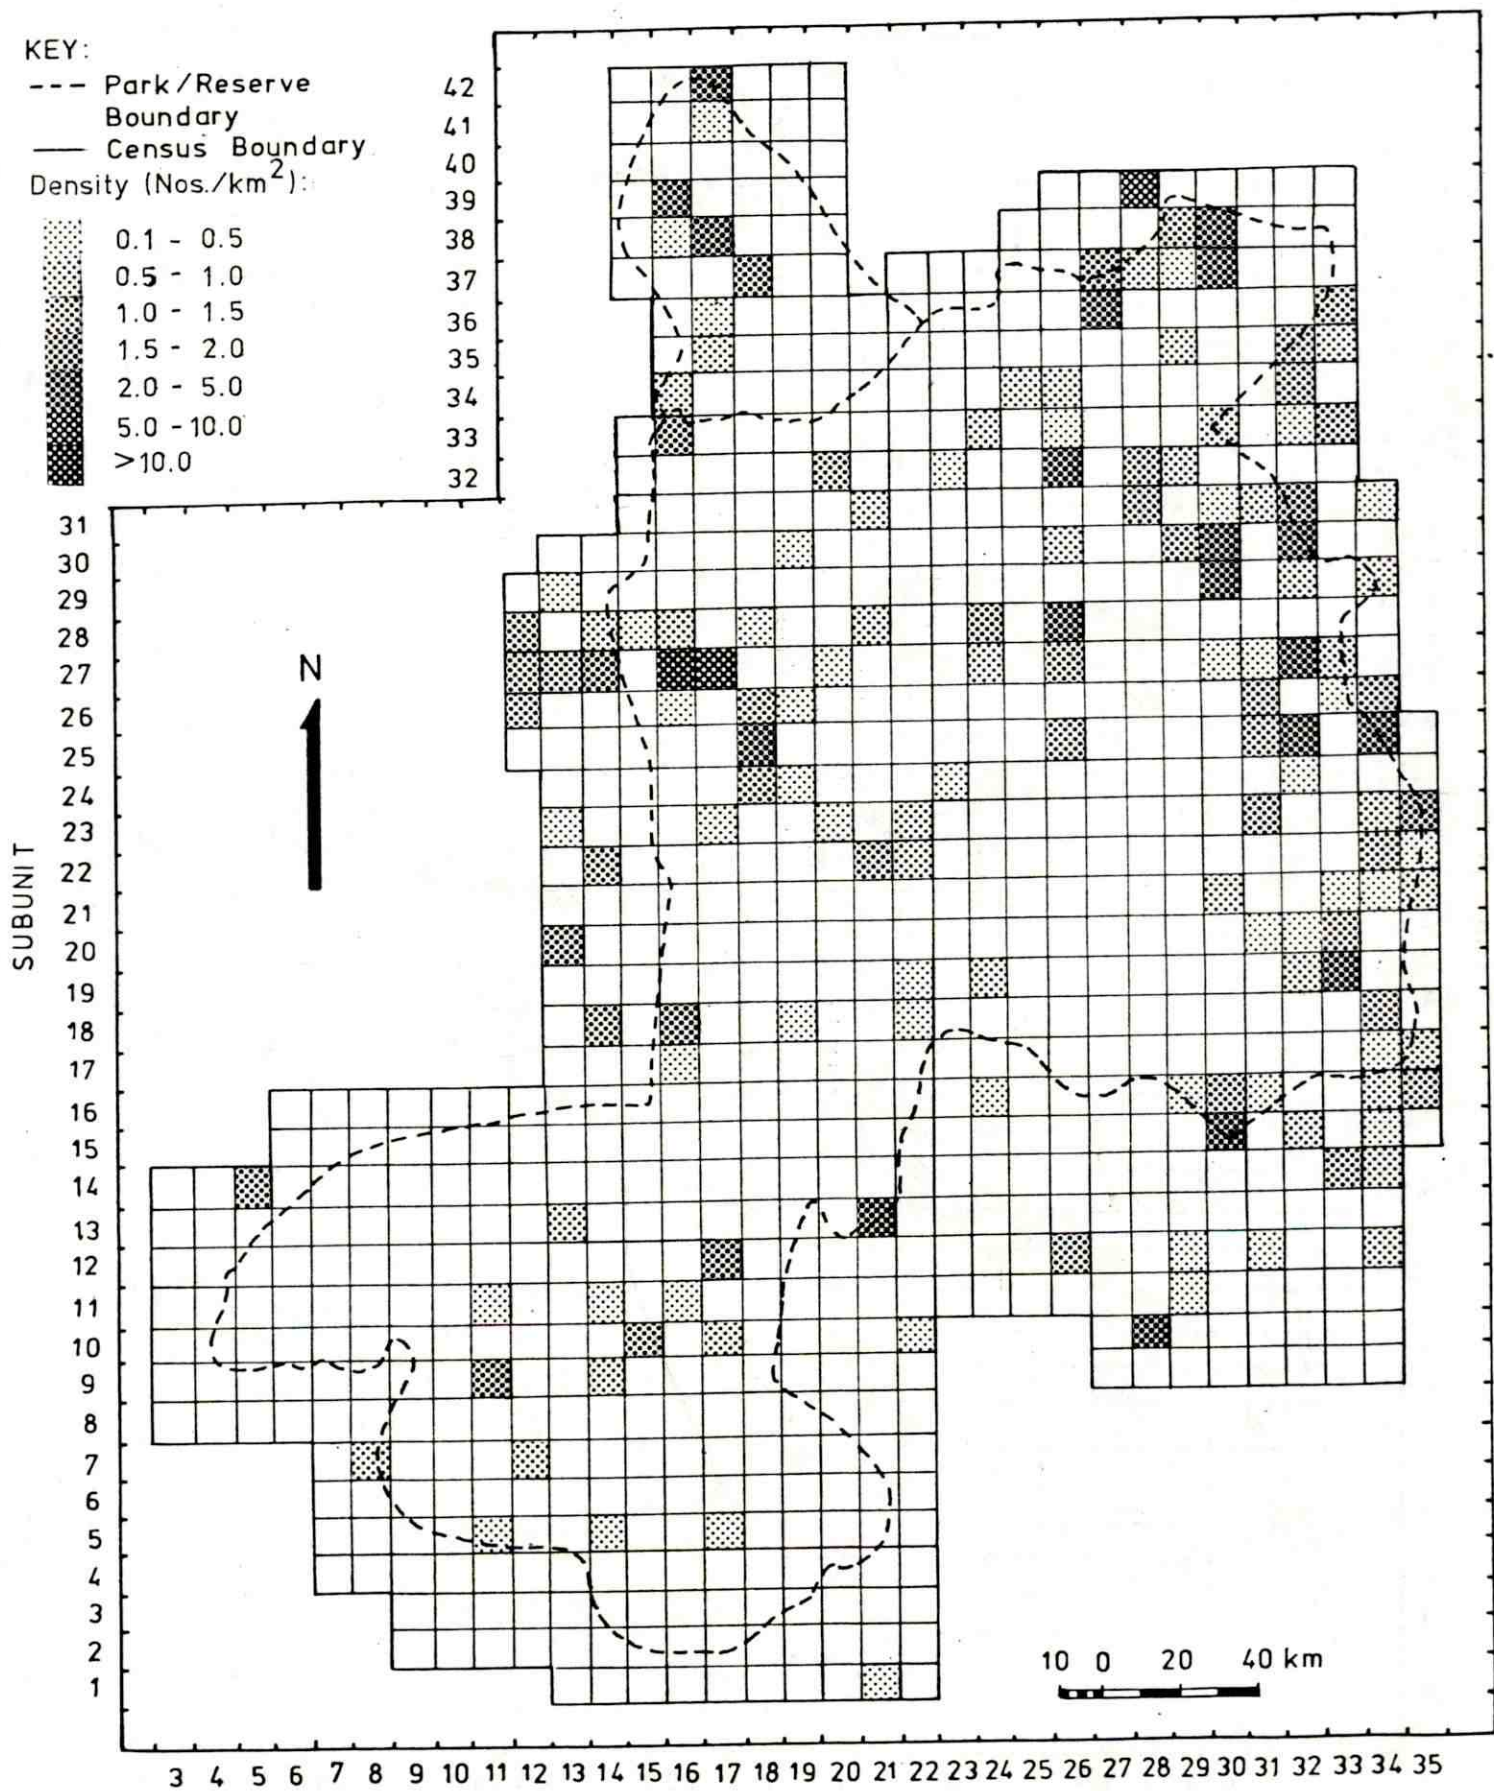 KEY:
--- Park/Reserve
Boundary
— Census Boundary
Density (Nos./km²):
0.1 - 0.5
0.5 - 1.0
1.0 - 1.5
1.5 - 2.0
2.0 - 5.0
5.0 - 10.0
>10.0
42
41
40
39
38
37
36
35
34
33
32
31
30
29
28
27
26
25
24
23
22
21
20
19
18
17
16
15
14
13
12
11
10
9
8
7
6
5
4
3
2
1
SUBUNIT
N
10 0 20 40 km
3 4 5 6 7 8 9 10 11 12 13 14 15 16 17 18 19 20 21 22 23 24 25 26 27 28 29 30 31 32 33 34 35